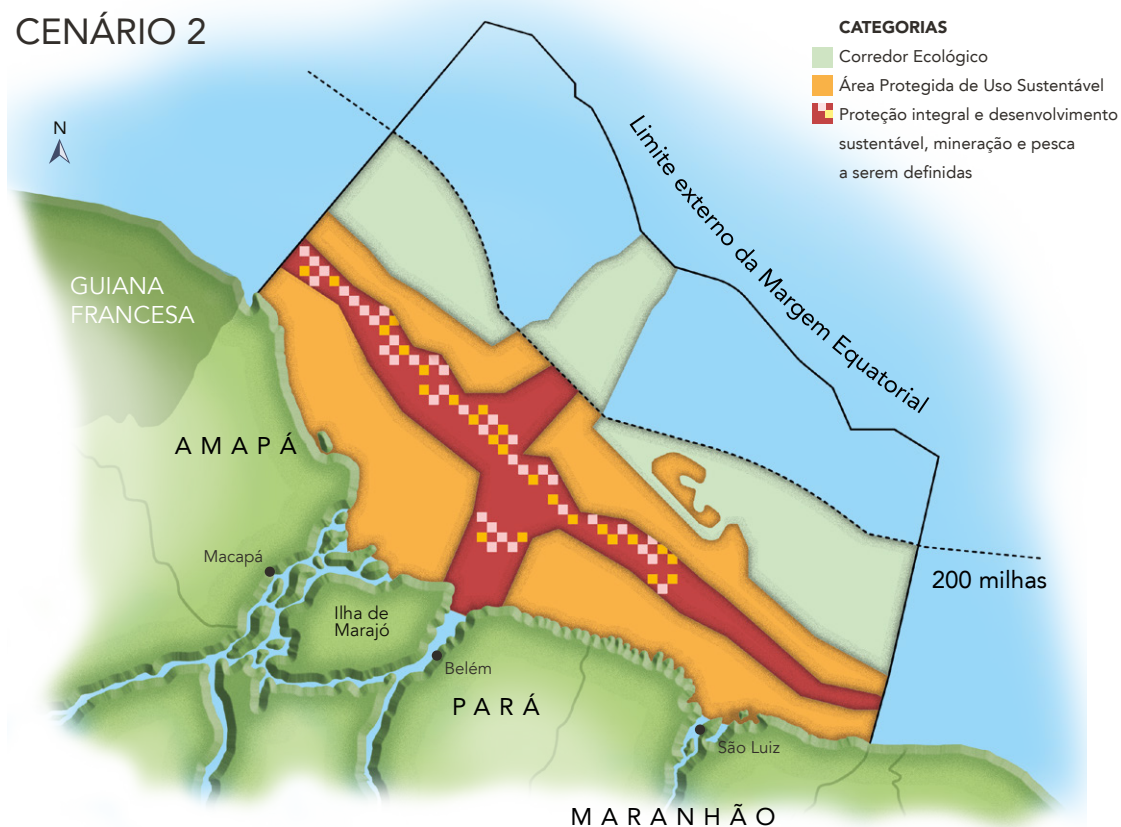 CENÁRIO 2
CATEGORIAS
Corredor Ecológico
Área Protegida de Uso Sustentável
Proteção integral e desenvolvimento
sustentável, mineração e pesca
a serem definidas
N
Limite externo da Margem Equatorial
GUIANA
FRANCESA
AMAPÁ
Macapá
200 milhas
Ilha de
Marajó
Belém
PARÁ
São Luiz
MARANHÃO